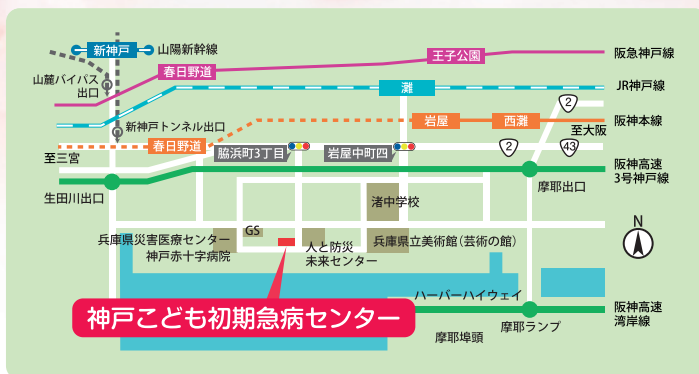 新神戸
山陽新幹線
阪急神戸線
王子公園
春日野道
山麓バイパス
出口
灘
JR神戸線
2
新神戸トンネル出口
岩屋
西灘
阪神本線
至大阪
春日野道
2
43
至三宮
脇浜町3丁目
岩屋中町四
阪神高速
3号神戸線
生田川出口
摩耶出口
渚中学校
N
兵庫県災害医療センター
神戸赤十字病院
GS
人と防災
未来センター
兵庫県立美術館(芸術の館)
ハーバーハイウェイ
神戸こども初期急病センター
阪神高速
湾岸線
摩耶ランプ
摩耶埠頭